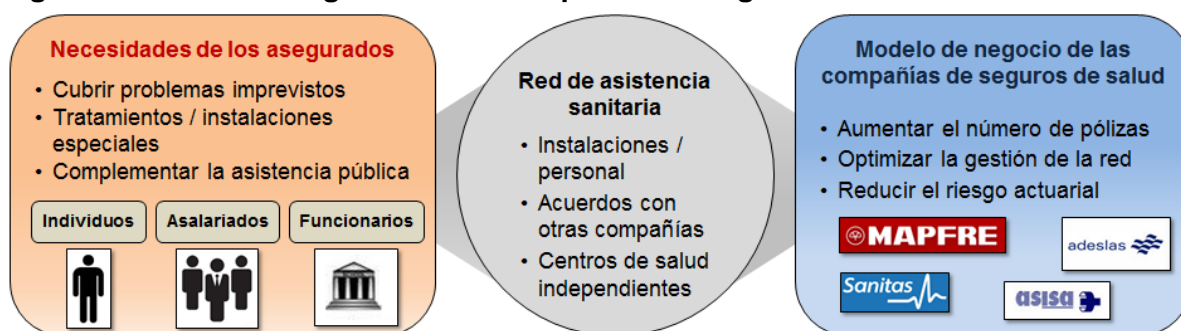 Necesidades de los asegurados
• Cubrir problemas imprevistos
• Tratamientos / instalaciones
especiales
• Complementar la asistencia pública
Individuos
Asalariados
Funcionarios
Red de asistencia
sanitaria
• Instalaciones /
personal
• Acuerdos con
otras compañías
• Centros de salud
independientes
Modelo de negocio de las
compañías de seguros de salud
• Aumentar el número de pólizas
• Optimizar la gestión de la red
• Reducir el riesgo actuarial
MAPFRE
adeslas
Sanitas
asisa